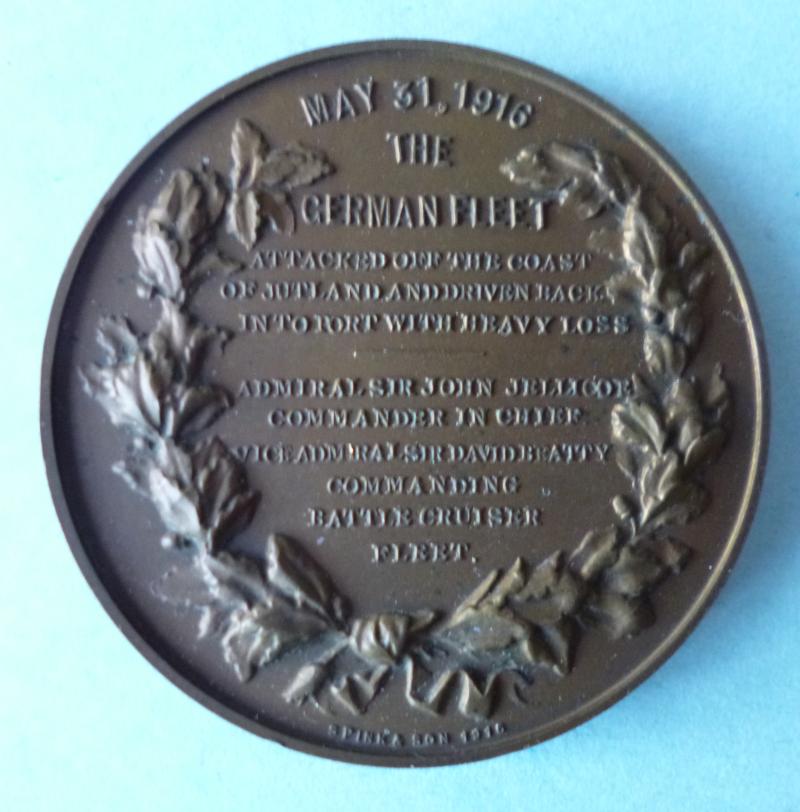 MAY 31, 1916
THE
GERMAN FLEET
ATTACKED OFF THE COAST
OF JUTLAND, AND DRIVEN BACK
INTO PORT WITH HEAVY LOSS
ADMIRAL SIR JOHN JELLICOE
COMMANDER IN CHIEF
VICE ADMIRAL SIR DAVID BEATTY
COMMANDING
BATTLE CRUISER
FLEET.
SPINK & SON 1916